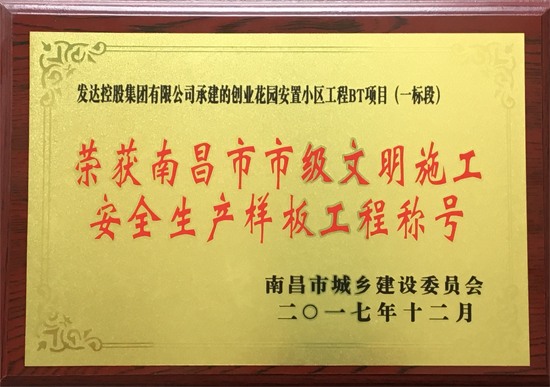 发达控股集团有限公司承建的创业花园安置小区工程BT项目（一标段）
荣获南昌市市级文明施工
安全生产样板工程称号
南昌市城乡建设委员会
二〇一七年十二月